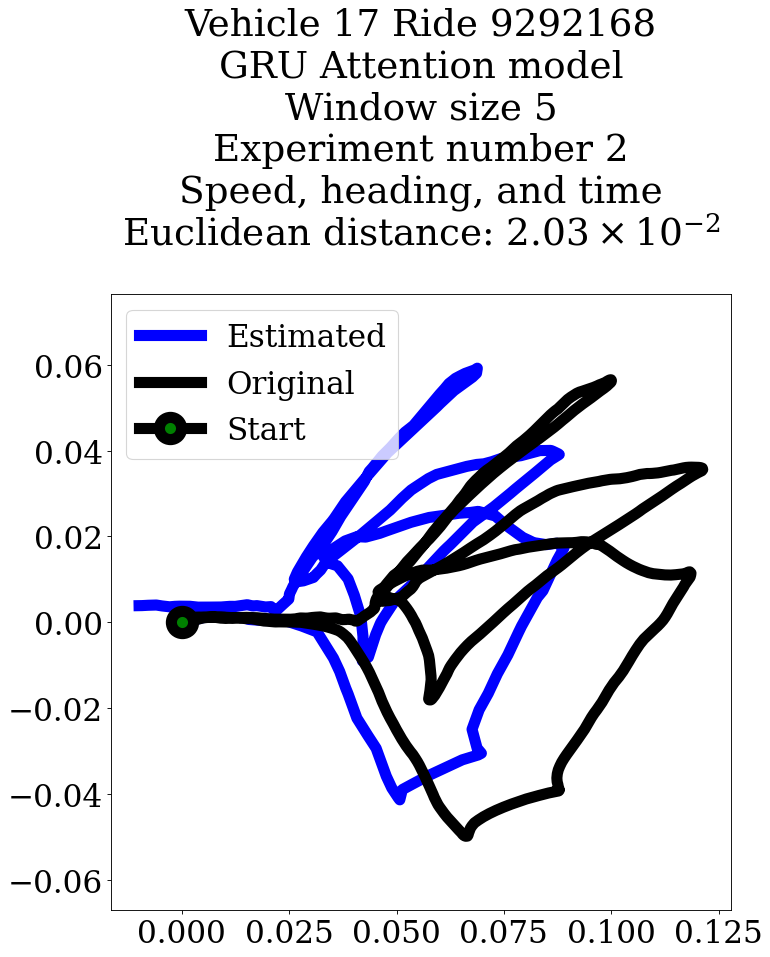 Vehicle 17 Ride 9292168
GRU Attention model
Window size 5
Experiment number 2
Speed, heading, and time
Euclidean distance: 2.03 × 10⁻²
Estimated
Original
Start
0.06
0.04
0.02
0.00
−0.02
−0.04
−0.06
0.000 0.025 0.050 0.075 0.100 0.125